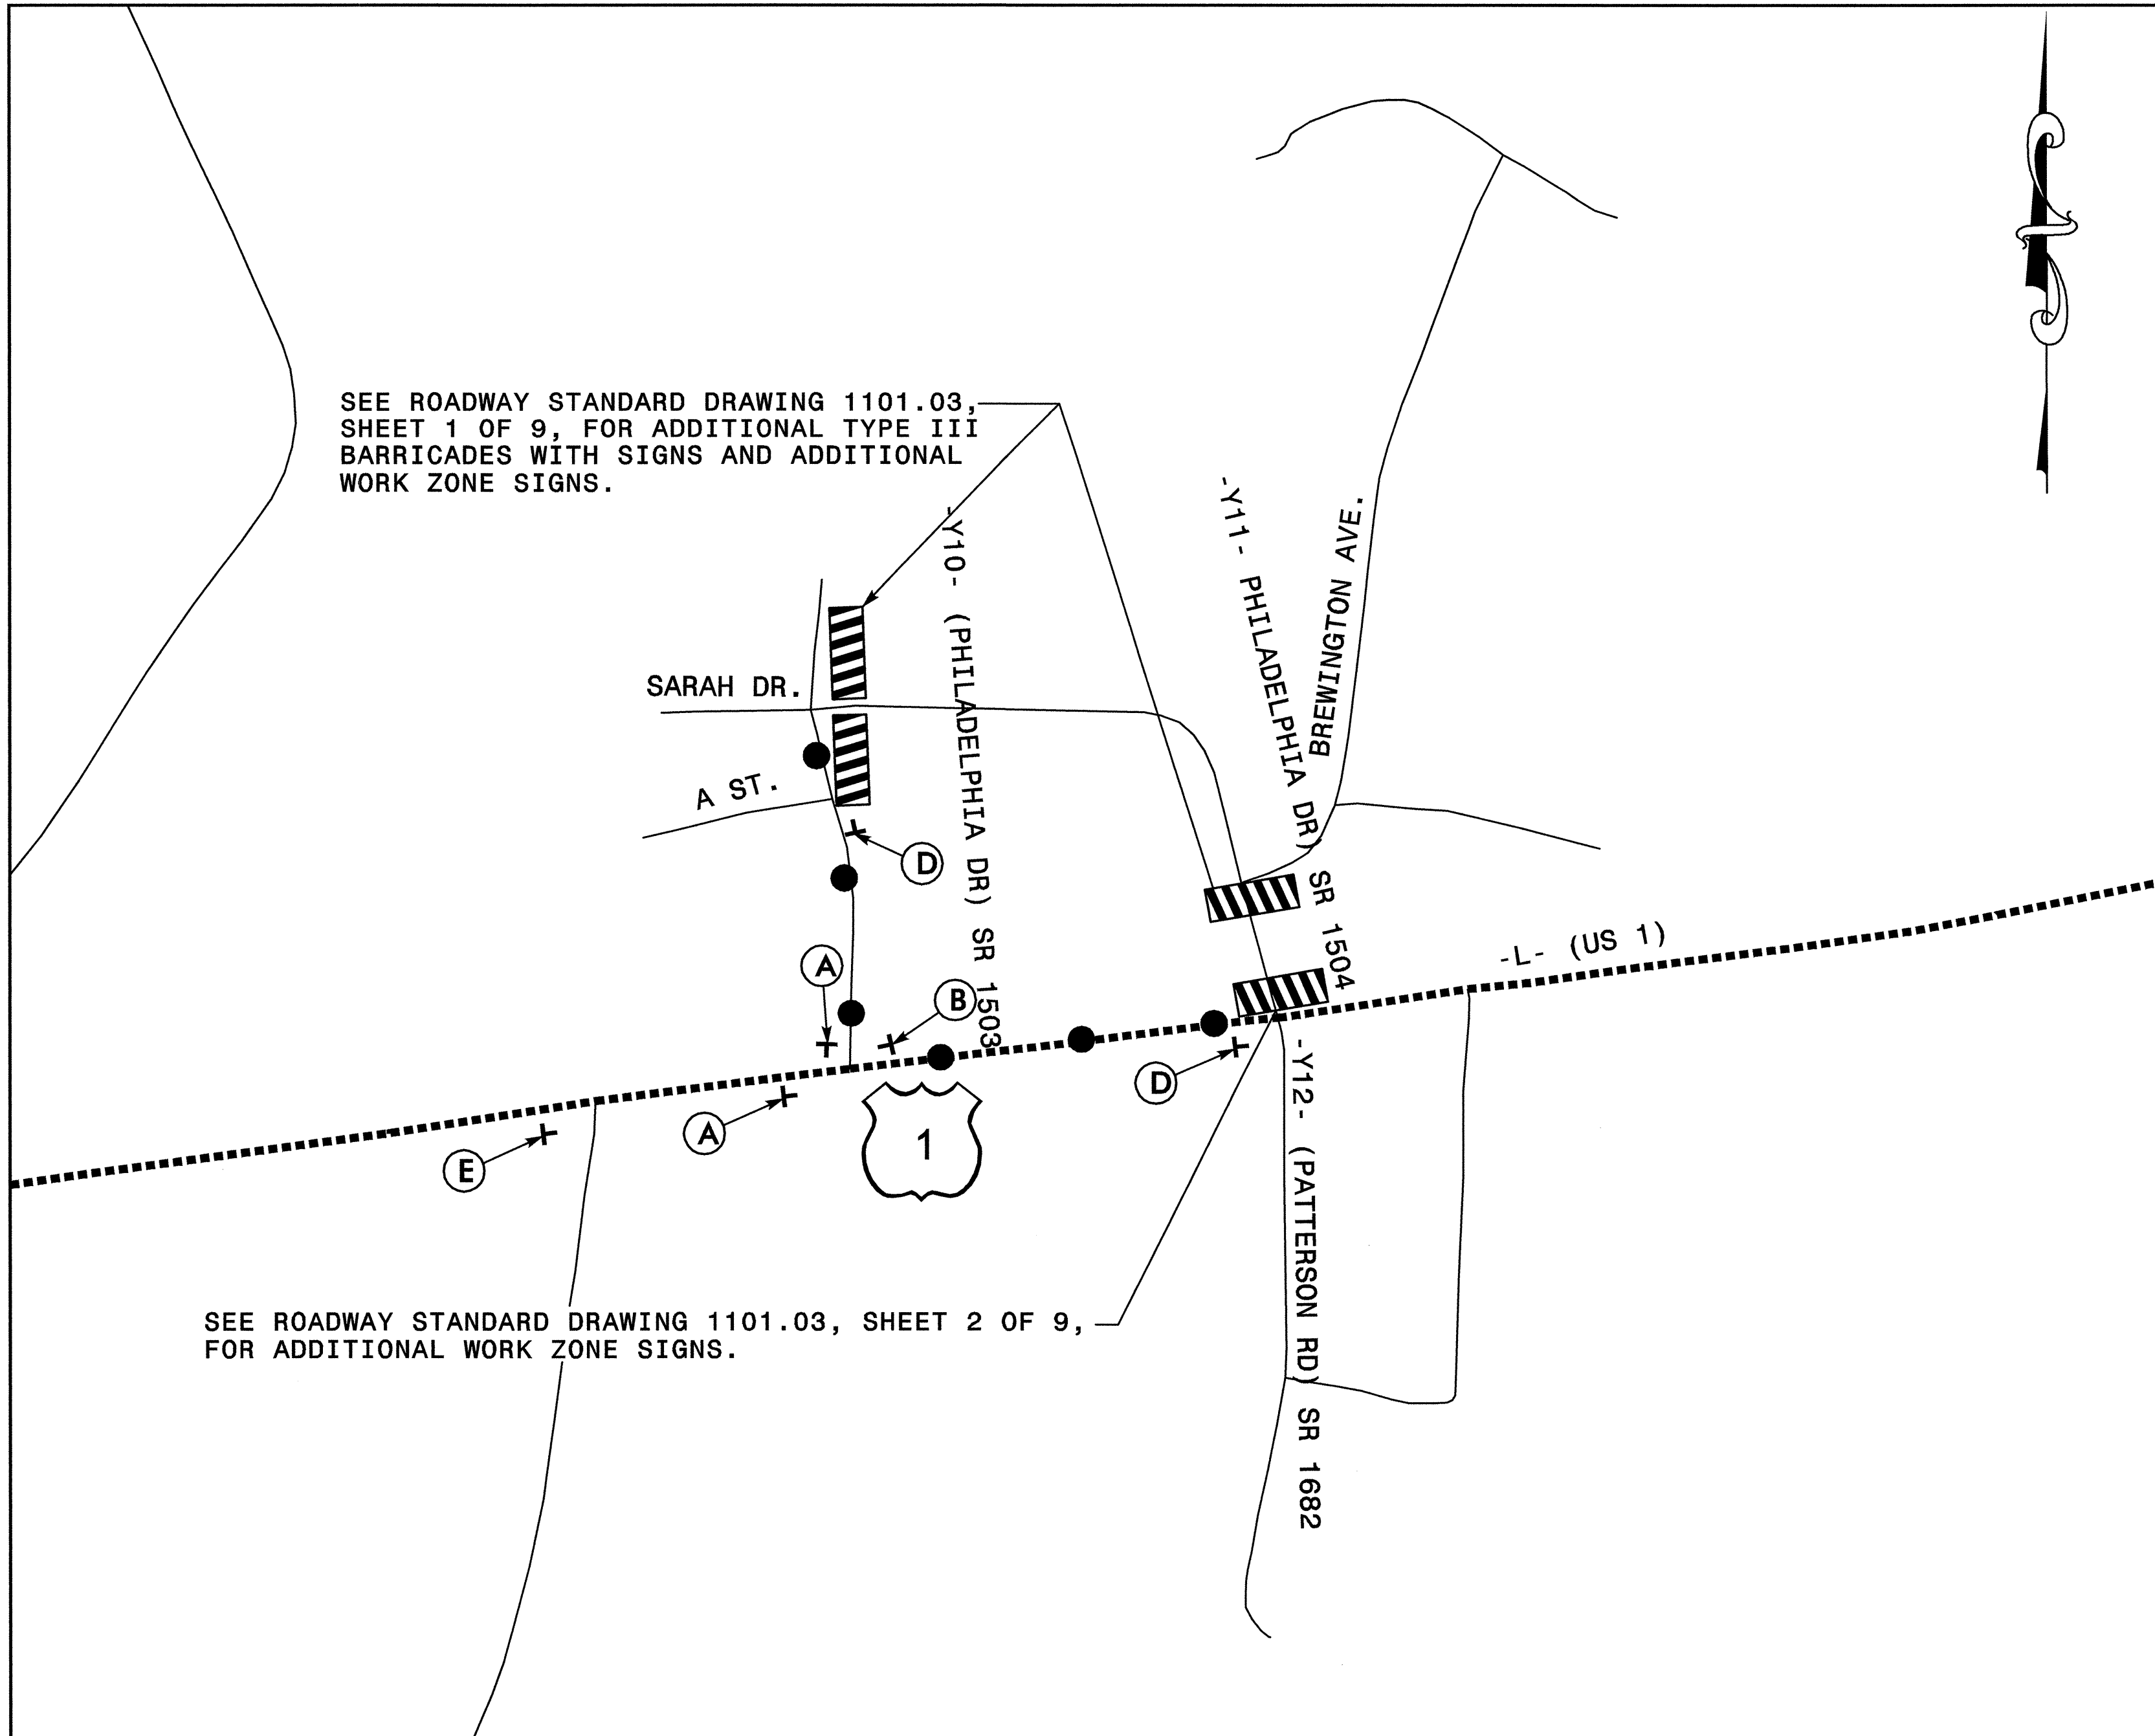 SEE ROADWAY STANDARD DRAWING 1101.03,
SHEET 1 OF 9, FOR ADDITIONAL TYPE III
BARRICADES WITH SIGNS AND ADDITIONAL
WORK ZONE SIGNS.
-Y10- (PHILADELPHIA DR) SR 1503
-Y11- PHILADELPHIA DR) SR 1504
BREWINGTON AVE.
SARAH DR.
A ST.
D
A
B
-L- (US 1)
D
A
E
1
-Y12- (PATTERSON RD) SR 1682
SEE ROADWAY STANDARD DRAWING 1101.03, SHEET 2 OF 9,
FOR ADDITIONAL WORK ZONE SIGNS.